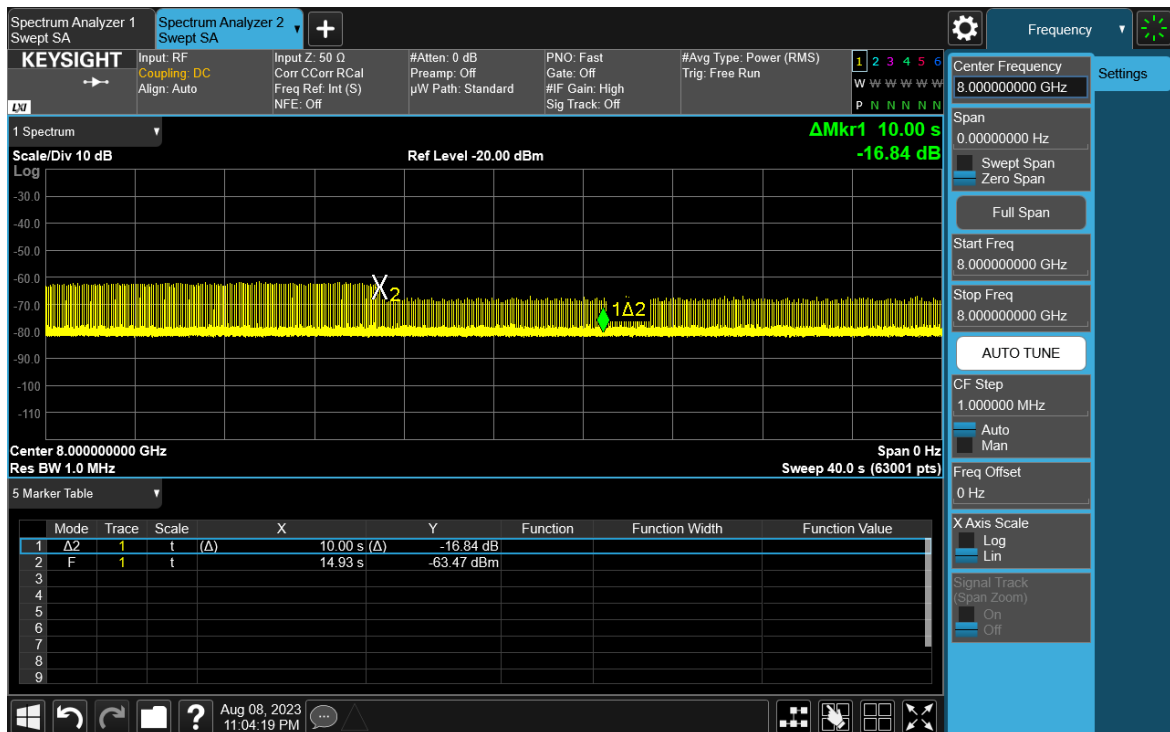 Spectrum Analyzer 1
Swept SA
Spectrum Analyzer 2
Swept SA
+
Frequency
KEYSIGHT
LXI
Input: RF
Coupling: DC
Align: Auto
Input Z: 50 Ω
Corr CCorr RCal
Freq Ref: Int (S)
NFE: Off
#Atten: 0 dB
Preamp: Off
µW Path: Standard
PNO: Fast
Gate: Off
#IF Gain: High
Sig Track: Off
#Avg Type: Power (RMS)
Trig: Free Run
1 2 3 4 5 6
W W W W W W
P N N N N N
1 Spectrum
Scale/Div 10 dB
Ref Level -20.00 dBm
ΔMkr1 10.00 s
-16.84 dB
Log
-30.0
-40.0
-50.0
-60.0
-70.0
-80.0
-90.0
-100
-110
X2
1Δ2
Center 8.000000000 GHz
Span 0 Hz
Res BW 1.0 MHz
Sweep 40.0 s (63001 pts)
5 Marker Table
Mode Trace Scale X Y Function Function Width Function Value
1 Δ2 1 t (Δ) 10.00 s (Δ) -16.84 dB
2 F 1 t 14.93 s -63.47 dBm
3
4
5
6
7
8
9
Aug 08, 2023
11:04:19 PM
?
Center Frequency
8.000000000 GHz
Settings
Span
0.00000000 Hz
Swept Span
Zero Span
Full Span
Start Freq
8.000000000 GHz
Stop Freq
8.000000000 GHz
AUTO TUNE
CF Step
1.000000 MHz
Auto
Man
Freq Offset
0 Hz
X Axis Scale
Log
Lin
Signal Track
(Span Zoom)
On
Off